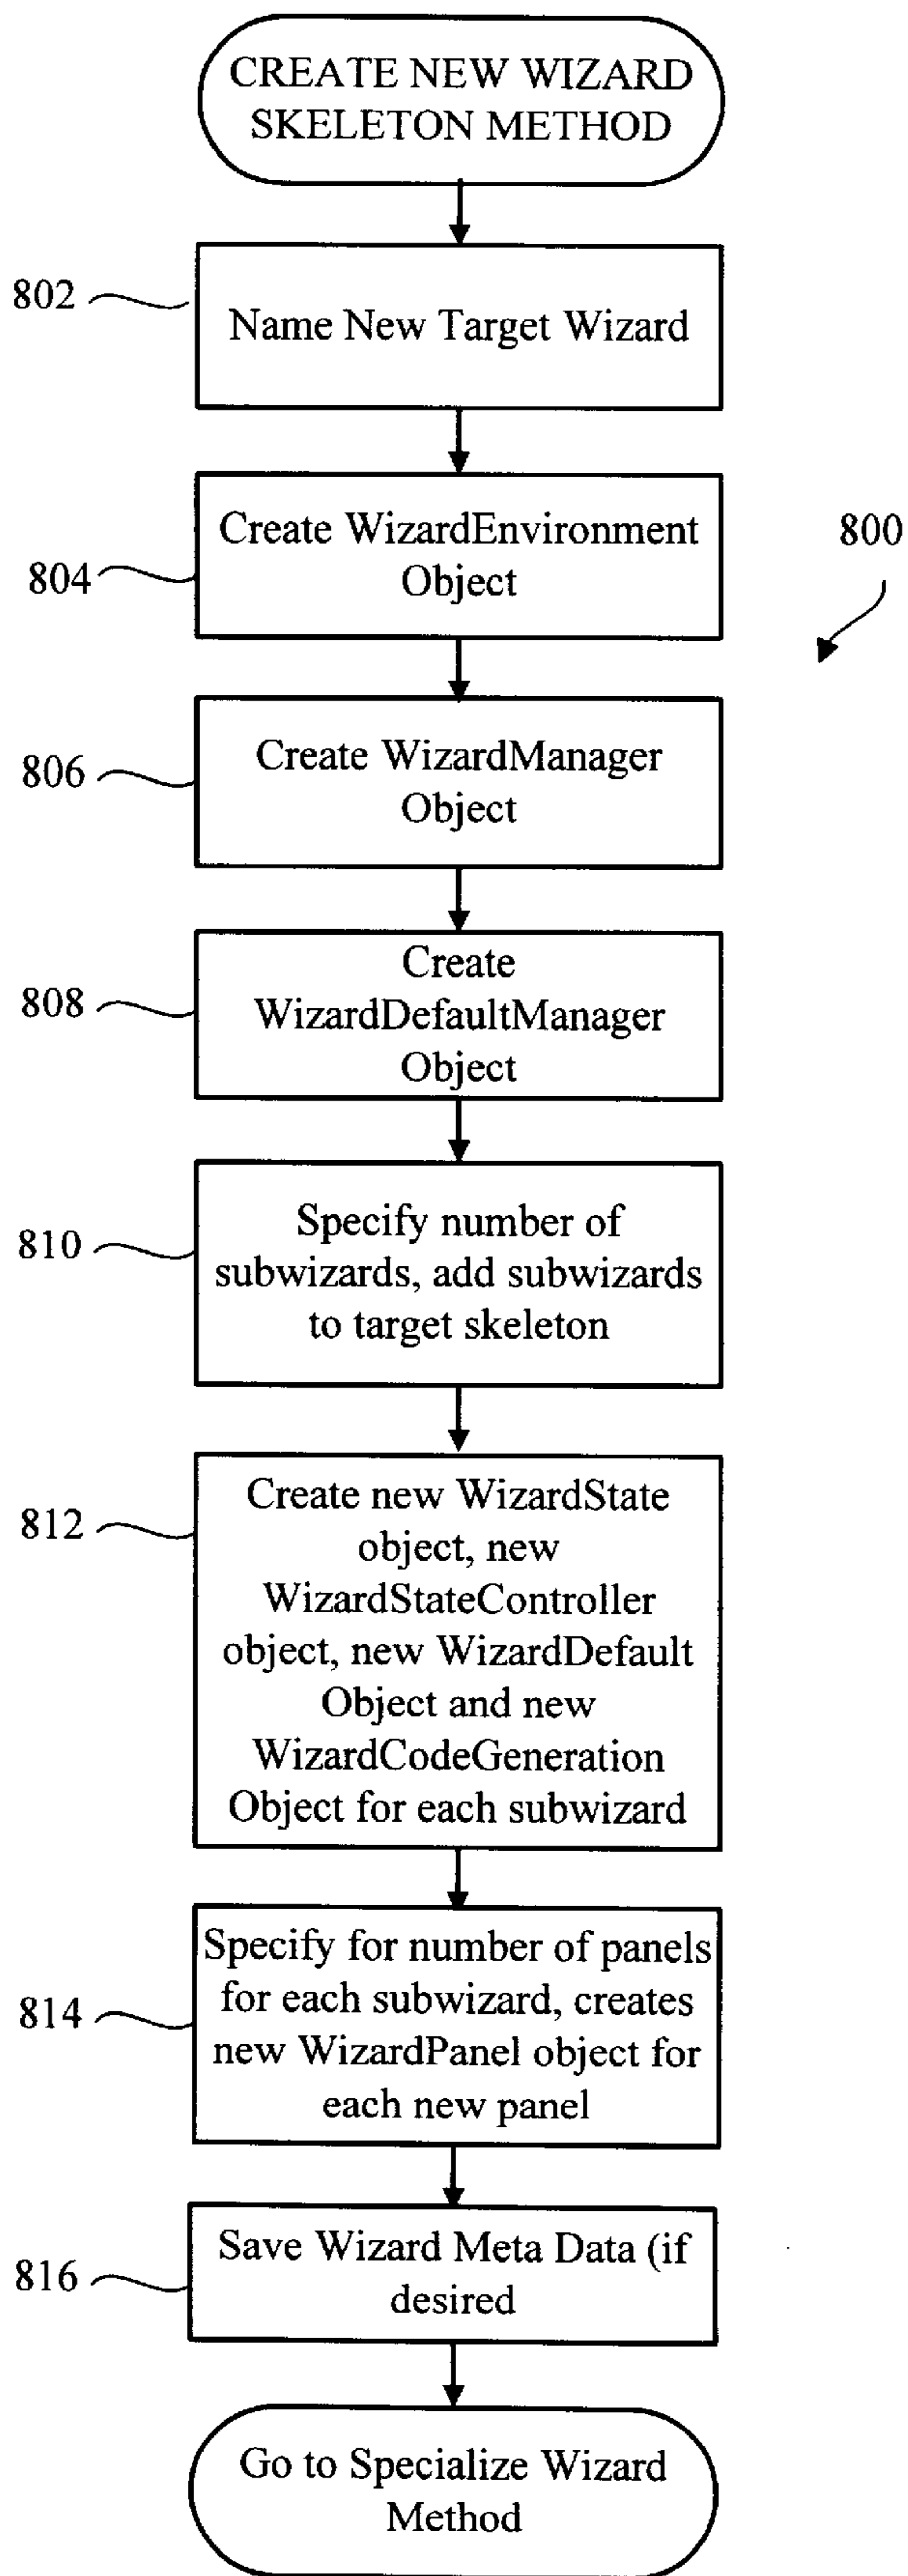 CREATE NEW WIZARD
SKELETON METHOD
802
Name New Target Wizard
Create WizardEnvironment
Object
804
800
Create WizardManager
Object
806
Create
WizardDefaultManager
Object
808
Specify number of
subwizards, add subwizards
to target skeleton
810
Create new WizardState
object, new
WizardStateController
object, new WizardDefault
Object and new
WizardCodeGeneration
Object for each subwizard
812
Specify for number of panels
for each subwizard, creates
new WizardPanel object for
each new panel
814
Save Wizard Meta Data (if
desired
816
Go to Specialize Wizard
Method